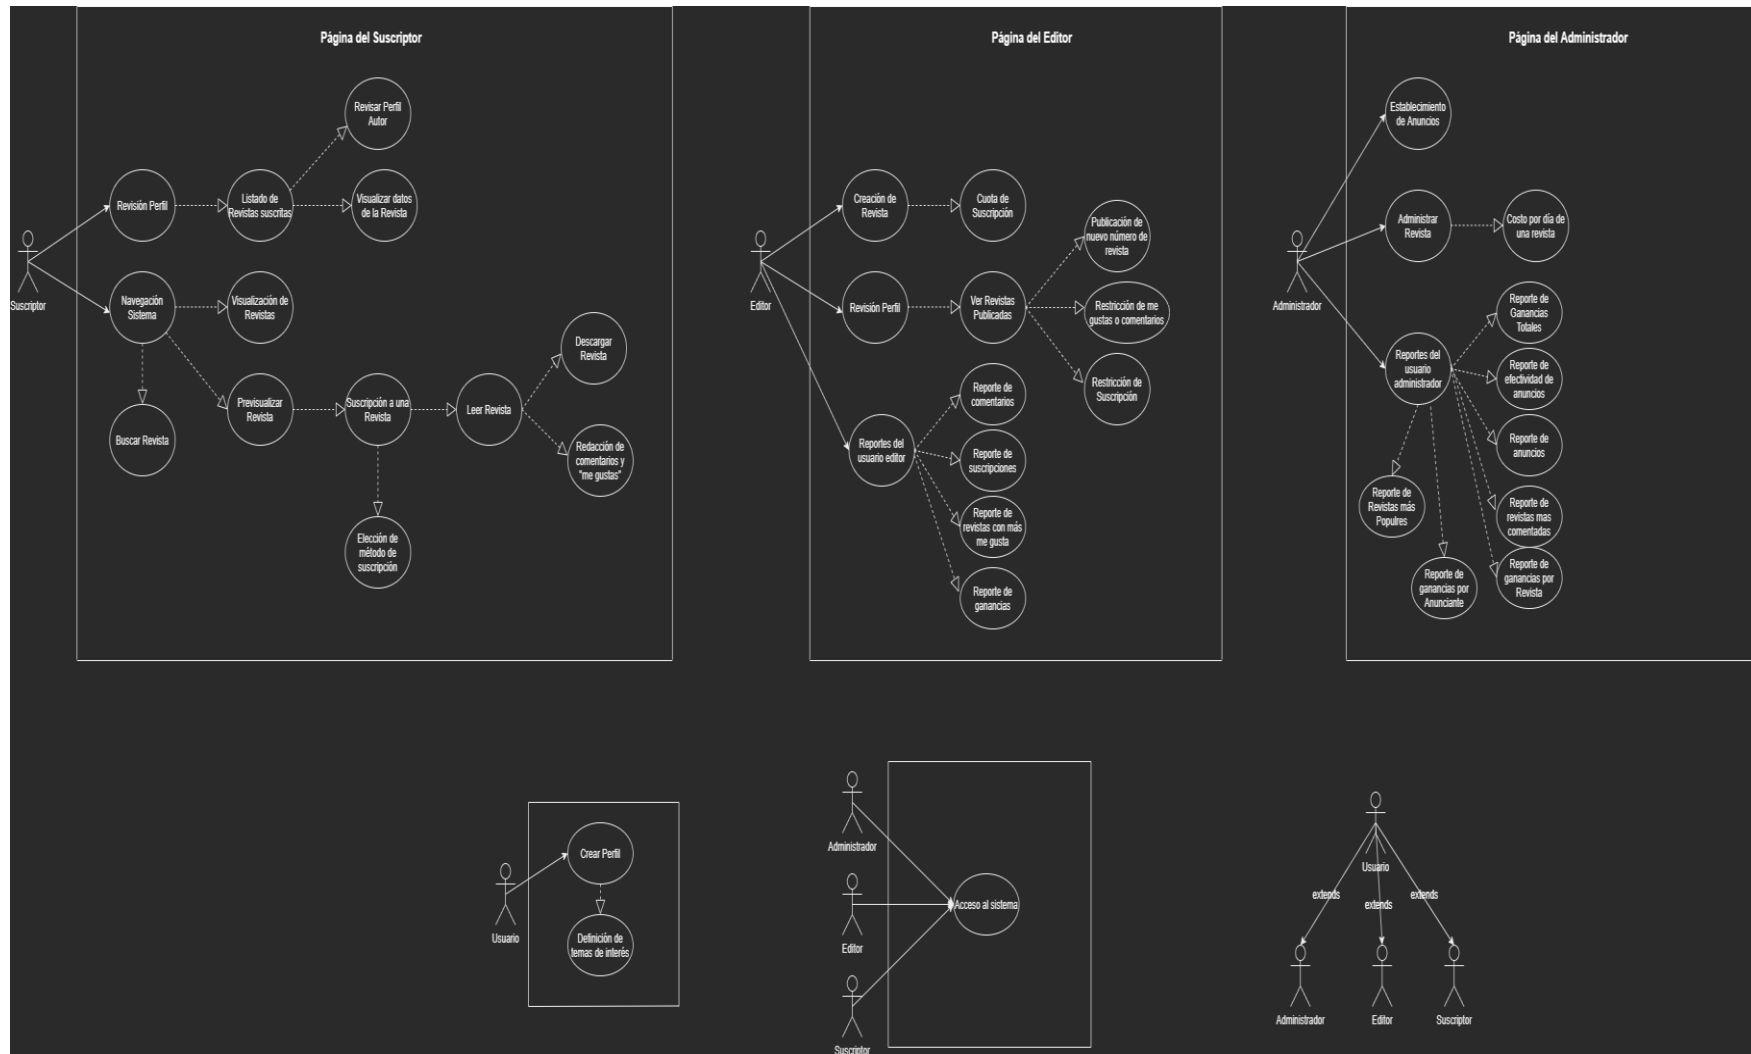 Página del Suscriptor
Revisar Perfil
Autor
Revisión Perfil
Listado de
Revistas suscritas
Visualizar datos
de la Revista
Suscriptor
Navegación
Sistema
Visualización de
Revistas
Descargar
Revista
Buscar Revista
Previsualizar
Revista
Suscripción a una
Revista
Leer Revista
Redacción de
comentarios y
"me gustas"
Elección de
método de
suscripción
Página del Editor
Creación de
Revista
Cuota de
Suscripción
Publicación de
nuevo número de
revista
Editor
Revisión Perfil
Ver Revistas
Publicadas
Restricción de me
gustas o comentarios
Restricción de
Suscripción
Reportes del
usuario editor
Reporte de
comentarios
Reporte de
suscripciones
Reporte de
revistas con más
me gusta
Reporte de
ganancias
Página del Administrador
Establecimiento
de Anuncios
Administrar
Revista
Costo por día de
una revista
Administrador
Reportes del
usuario
administrador
Reporte de
Ganancias
Totales
Reporte de
efectividad de
anuncios
Reporte de
anuncios
Reporte de
Revistas más
Populres
Reporte de
revistas mas
comentadas
Reporte de
ganancias por
Anunciante
Reporte de
ganancias por
Revista
Usuario
Crear Perfil
Definición de
temas de interés
Administrador
Editor
Suscriptor
Acceso al sistema
Usuario
extends
extends
extends
Administrador
Editor
Suscriptor